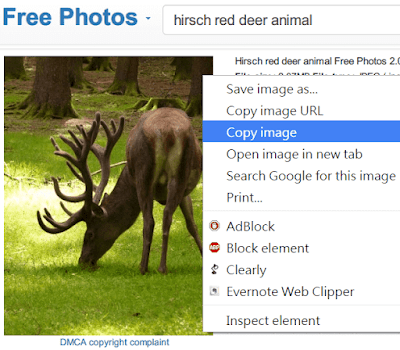 Free Photos
hirsch red deer animal
Hirsch red deer animal Free Photos 2.0
Save image as...
Copy image URL
Copy image
Open image in new tab
Search Google for this image
Print...
AdBlock
ABP Block element
Clearly
Evernote Web Clipper
Inspect element
DMCA copyright complaint